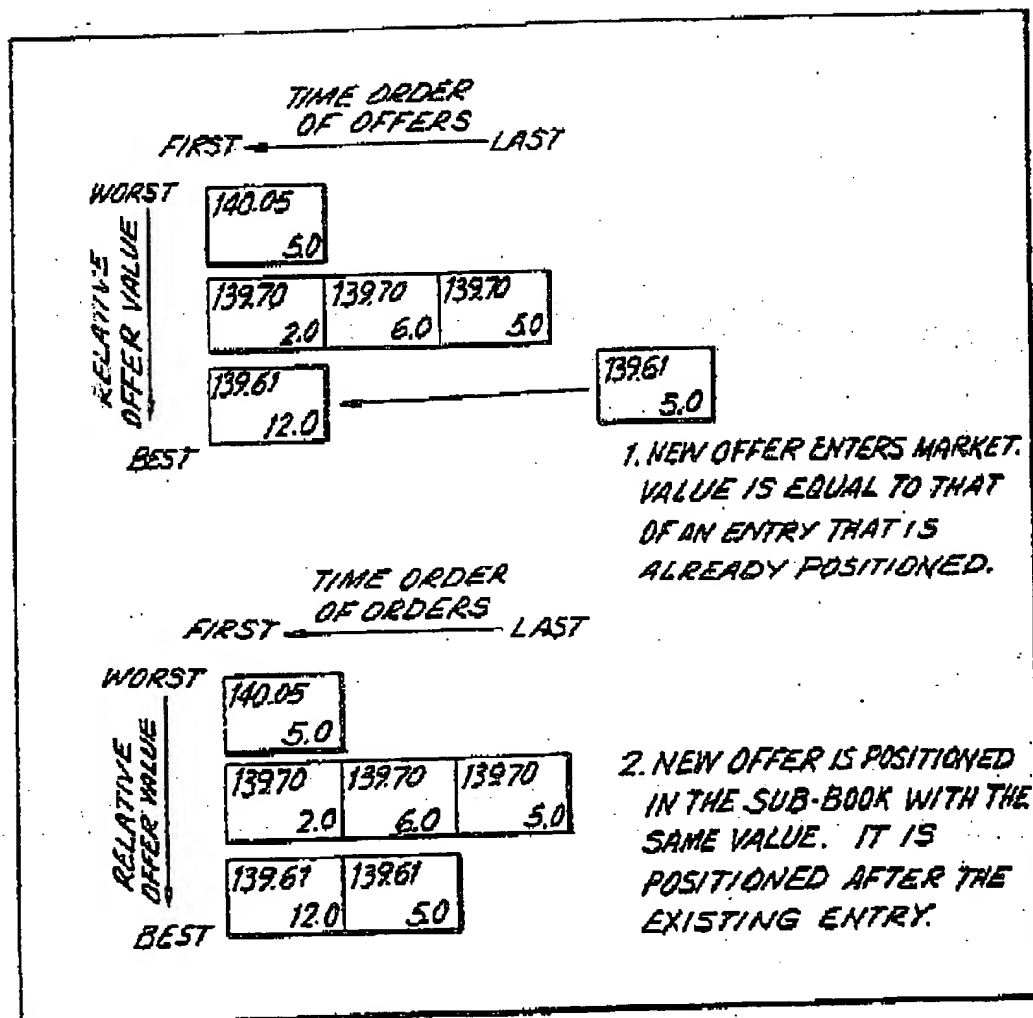 TIME ORDER
OF OFFERS
FIRST LAST
WORST
RELATIVE
OFFER VALUE
140.05
5.0
139.70 139.70 139.70
2.0 6.0 5.0
139.61 139.61
12.0 5.0
BEST
1. NEW OFFER ENTERS MARKET.
VALUE IS EQUAL TO THAT
OF AN ENTRY THAT IS
ALREADY POSITIONED.
TIME ORDER
OF ORDERS
FIRST LAST
WORST
RELATIVE
OFFER VALUE
140.05
5.0
139.70 139.70 139.70
2.0 6.0 5.0
139.61 139.61
12.0 5.0
BEST
2. NEW OFFER IS POSITIONED
IN THE SUB-BOOK WITH THE
SAME VALUE. IT IS
POSITIONED AFTER THE
EXISTING ENTRY.